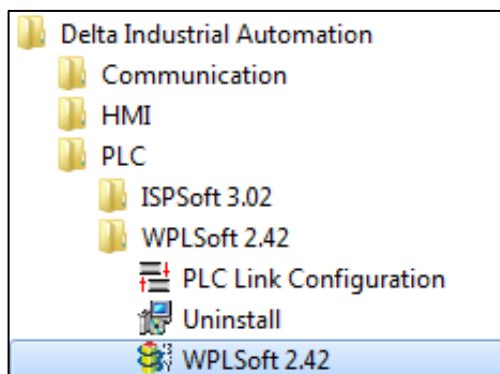 Delta Industrial Automation
Communication
HMI
PLC
ISPSoft 3.02
WPLSoft 2.42
PLC Link Configuration
Uninstall
WPLSoft 2.42